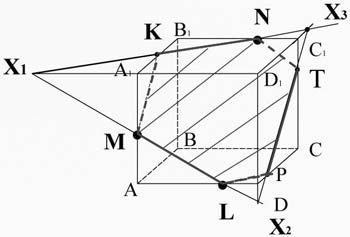 B₁ N X₃
K
X₁ A₁ C₁
D₁ T
M B
C
A P
L D
X₂